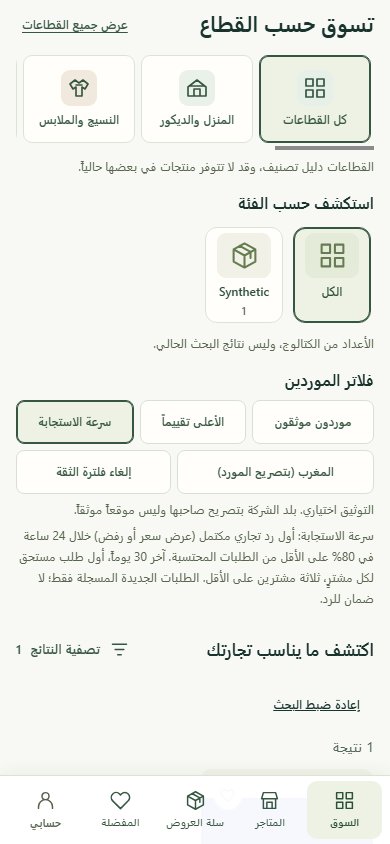 تسوق حسب القطاع
عرض جميع القطاعات
كل القطاعات
المنزل والديكور
النسيج والملابس
القطاعات دليل تصنيف، وقد لا تتوفر منتجات في بعضها حالياً.
استكشف حسب الفئة
الكل
Synthetic
1
الأعداد من الكتالوج، وليس نتائج البحث الحالي.
فلاتر الموردين
موردون موثقون
الأعلى تقييماً
سرعة الاستجابة
المغرب (بتصريح المورد)
إلغاء فلترة الثقة
التوثيق اختياري. بلد الشركة بتصريح صاحبها وليس موقعاً موثقاً.
سرعة الاستجابة: أول رد تجاري مكتمل (عرض سعر أو رفض) خلال 24 ساعة
في 80% على الأقل من الطلبات المحتسبة. آخر 30 يوماً، أول طلب مستحق
لكل مشترٍ، ثلاثة مشترين على الأقل. الطلبات الجديدة المسجلة فقط؛ لا
ضمان للرد.
اكتشف ما يناسب تجارتك
تصفية النتائج 1
إعادة ضبط البحث
1 نتيجة
السوق
المتاجر
سلة العروض
المفضلة
حسابي